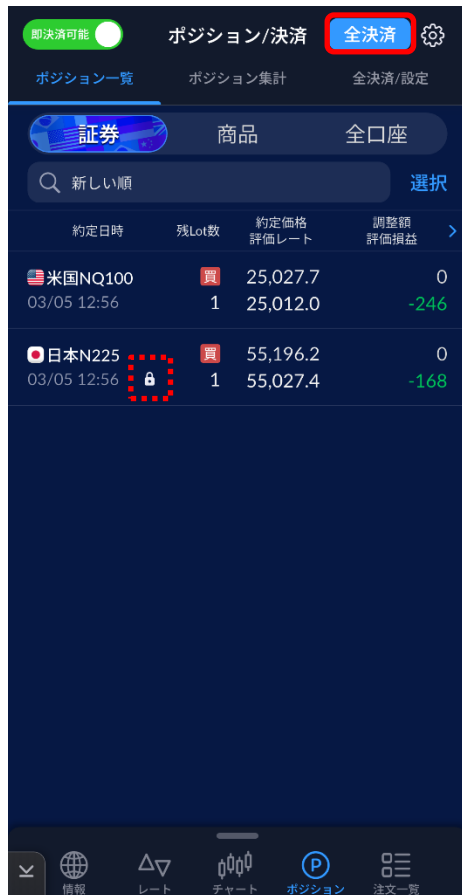 即決済可能 ポジション/決済 全決済
ポジション一覧 ポジション集計 全決済/設定
証券 商品 全口座
新しい順 選択
約定日時 残Lot数 約定価格 調整額
評価レート 評価損益
米国NQ100 買 25,027.7 0
03/05 12:56 1 25,012.0 -246
日本N225 買 55,196.2 0
03/05 12:56 1 55,027.4 -168
情報 レート チャート ポジション 注文一覧